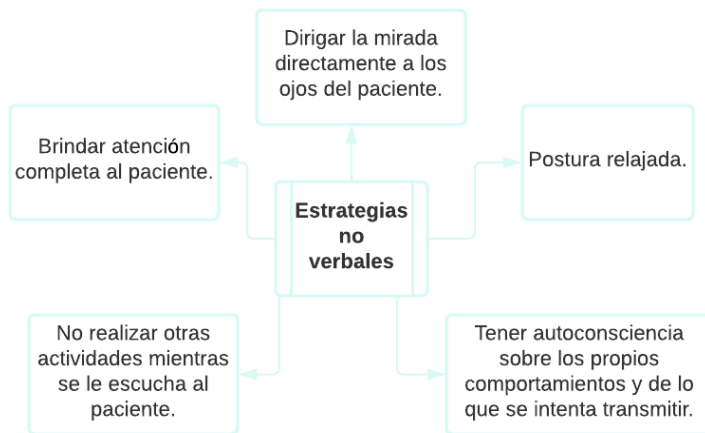 Dirigar la mirada
directamente a los
ojos del paciente.
Brindar atención
completa al paciente.
Postura relajada.
Estrategias
no
verbales
No realizar otras
actividades mientras
se le escucha al
paciente.
Tener autoconsciencia
sobre los propios
comportamientos y de lo
que se intenta transmitir.